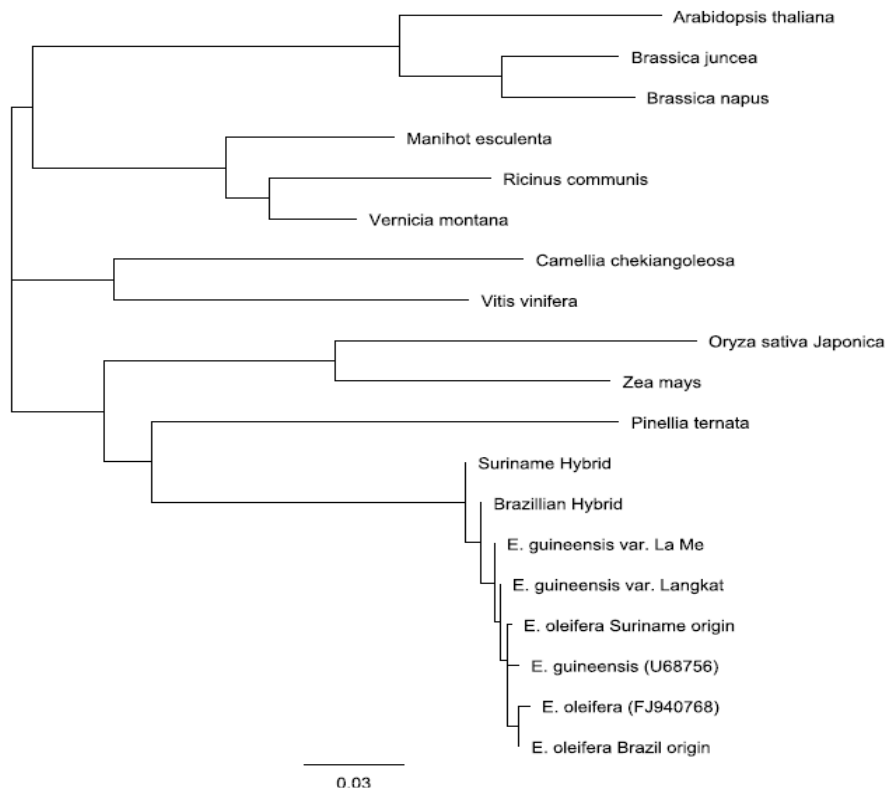 Arabidopsis thaliana
Brassica juncea
Brassica napus
Manihot esculenta
Ricinus communis
Vernicia montana
Camellia chekiangoleosa
Vitis vinifera
Oryza sativa Japonica
Zea mays
Pinellia ternata
Suriname Hybrid
Brazillian Hybrid
E. guineensis var. La Me
E. guineensis var. Langkat
E. oleifera Suriname origin
E. guineensis (U68756)
E. oleifera (FJ940768)
E. oleifera Brazil origin
0.03